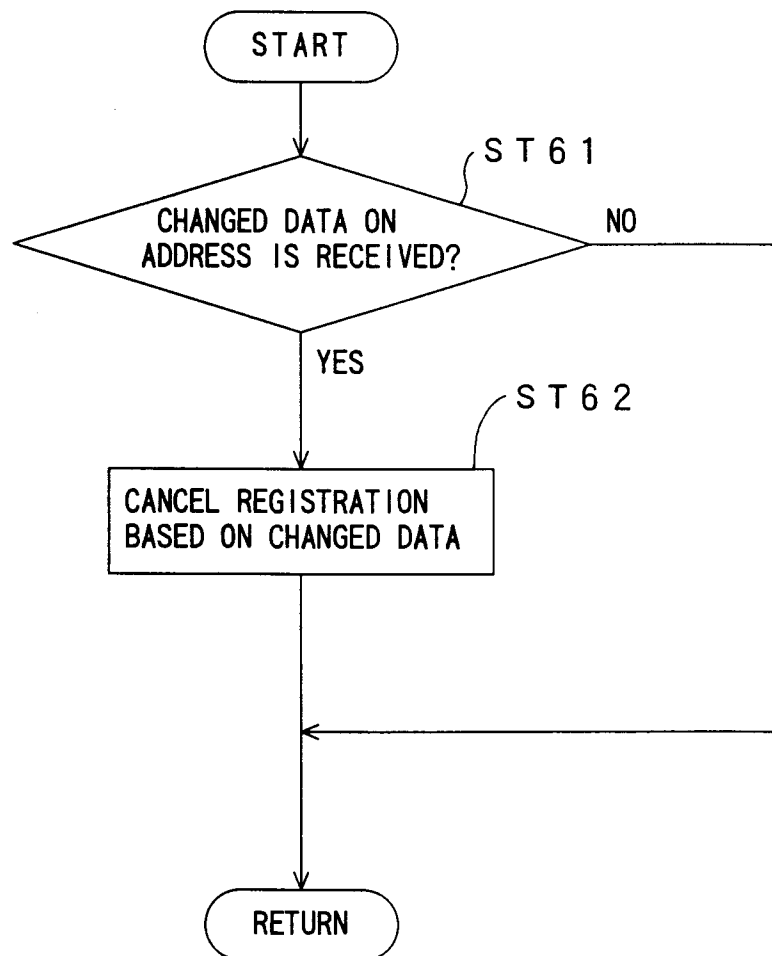 START
ST61
CHANGED DATA ON
ADDRESS IS RECEIVED?
NO
YES
ST62
CANCEL REGISTRATION
BASED ON CHANGED DATA
RETURN